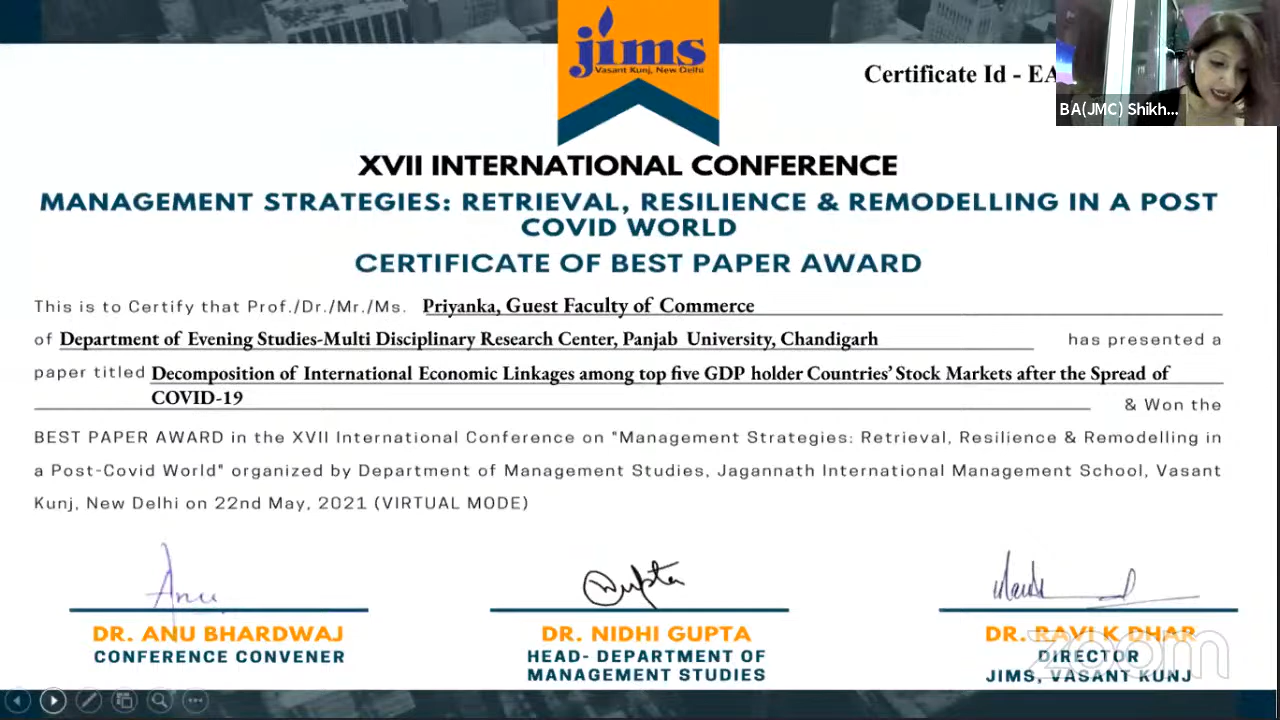 jims
Vasant Kunj, New Delhi
Certificate Id - EA
BA(JMC) Shikh...
XVII INTERNATIONAL CONFERENCE
MANAGEMENT STRATEGIES: RETRIEVAL, RESILIENCE & REMODELLING IN A POST
COVID WORLD
CERTIFICATE OF BEST PAPER AWARD
This is to Certify that Prof./Dr./Mr./Ms. Priyanka, Guest Faculty of Commerce
of Department of Evening Studies-Multi Disciplinary Research Center, Panjab University, Chandigarh has presented a
paper titled Decomposition of International Economic Linkages among top five GDP holder Countries' Stock Markets after the Spread of
COVID-19 & Won the
BEST PAPER AWARD in the XVII International Conference on "Management Strategies: Retrieval, Resilience & Remodelling in
a Post-Covid World" organized by Department of Management Studies, Jagannath International Management School, Vasant
Kunj, New Delhi on 22nd May, 2021 (VIRTUAL MODE)
Anu
DR. ANU BHARDWAJ
CONFERENCE CONVENER
DR. NIDHI GUPTA
HEAD- DEPARTMENT OF
MANAGEMENT STUDIES
DR. RAVI K DHAR
DIRECTOR
JIMS, VASANT KUNJ
zoom